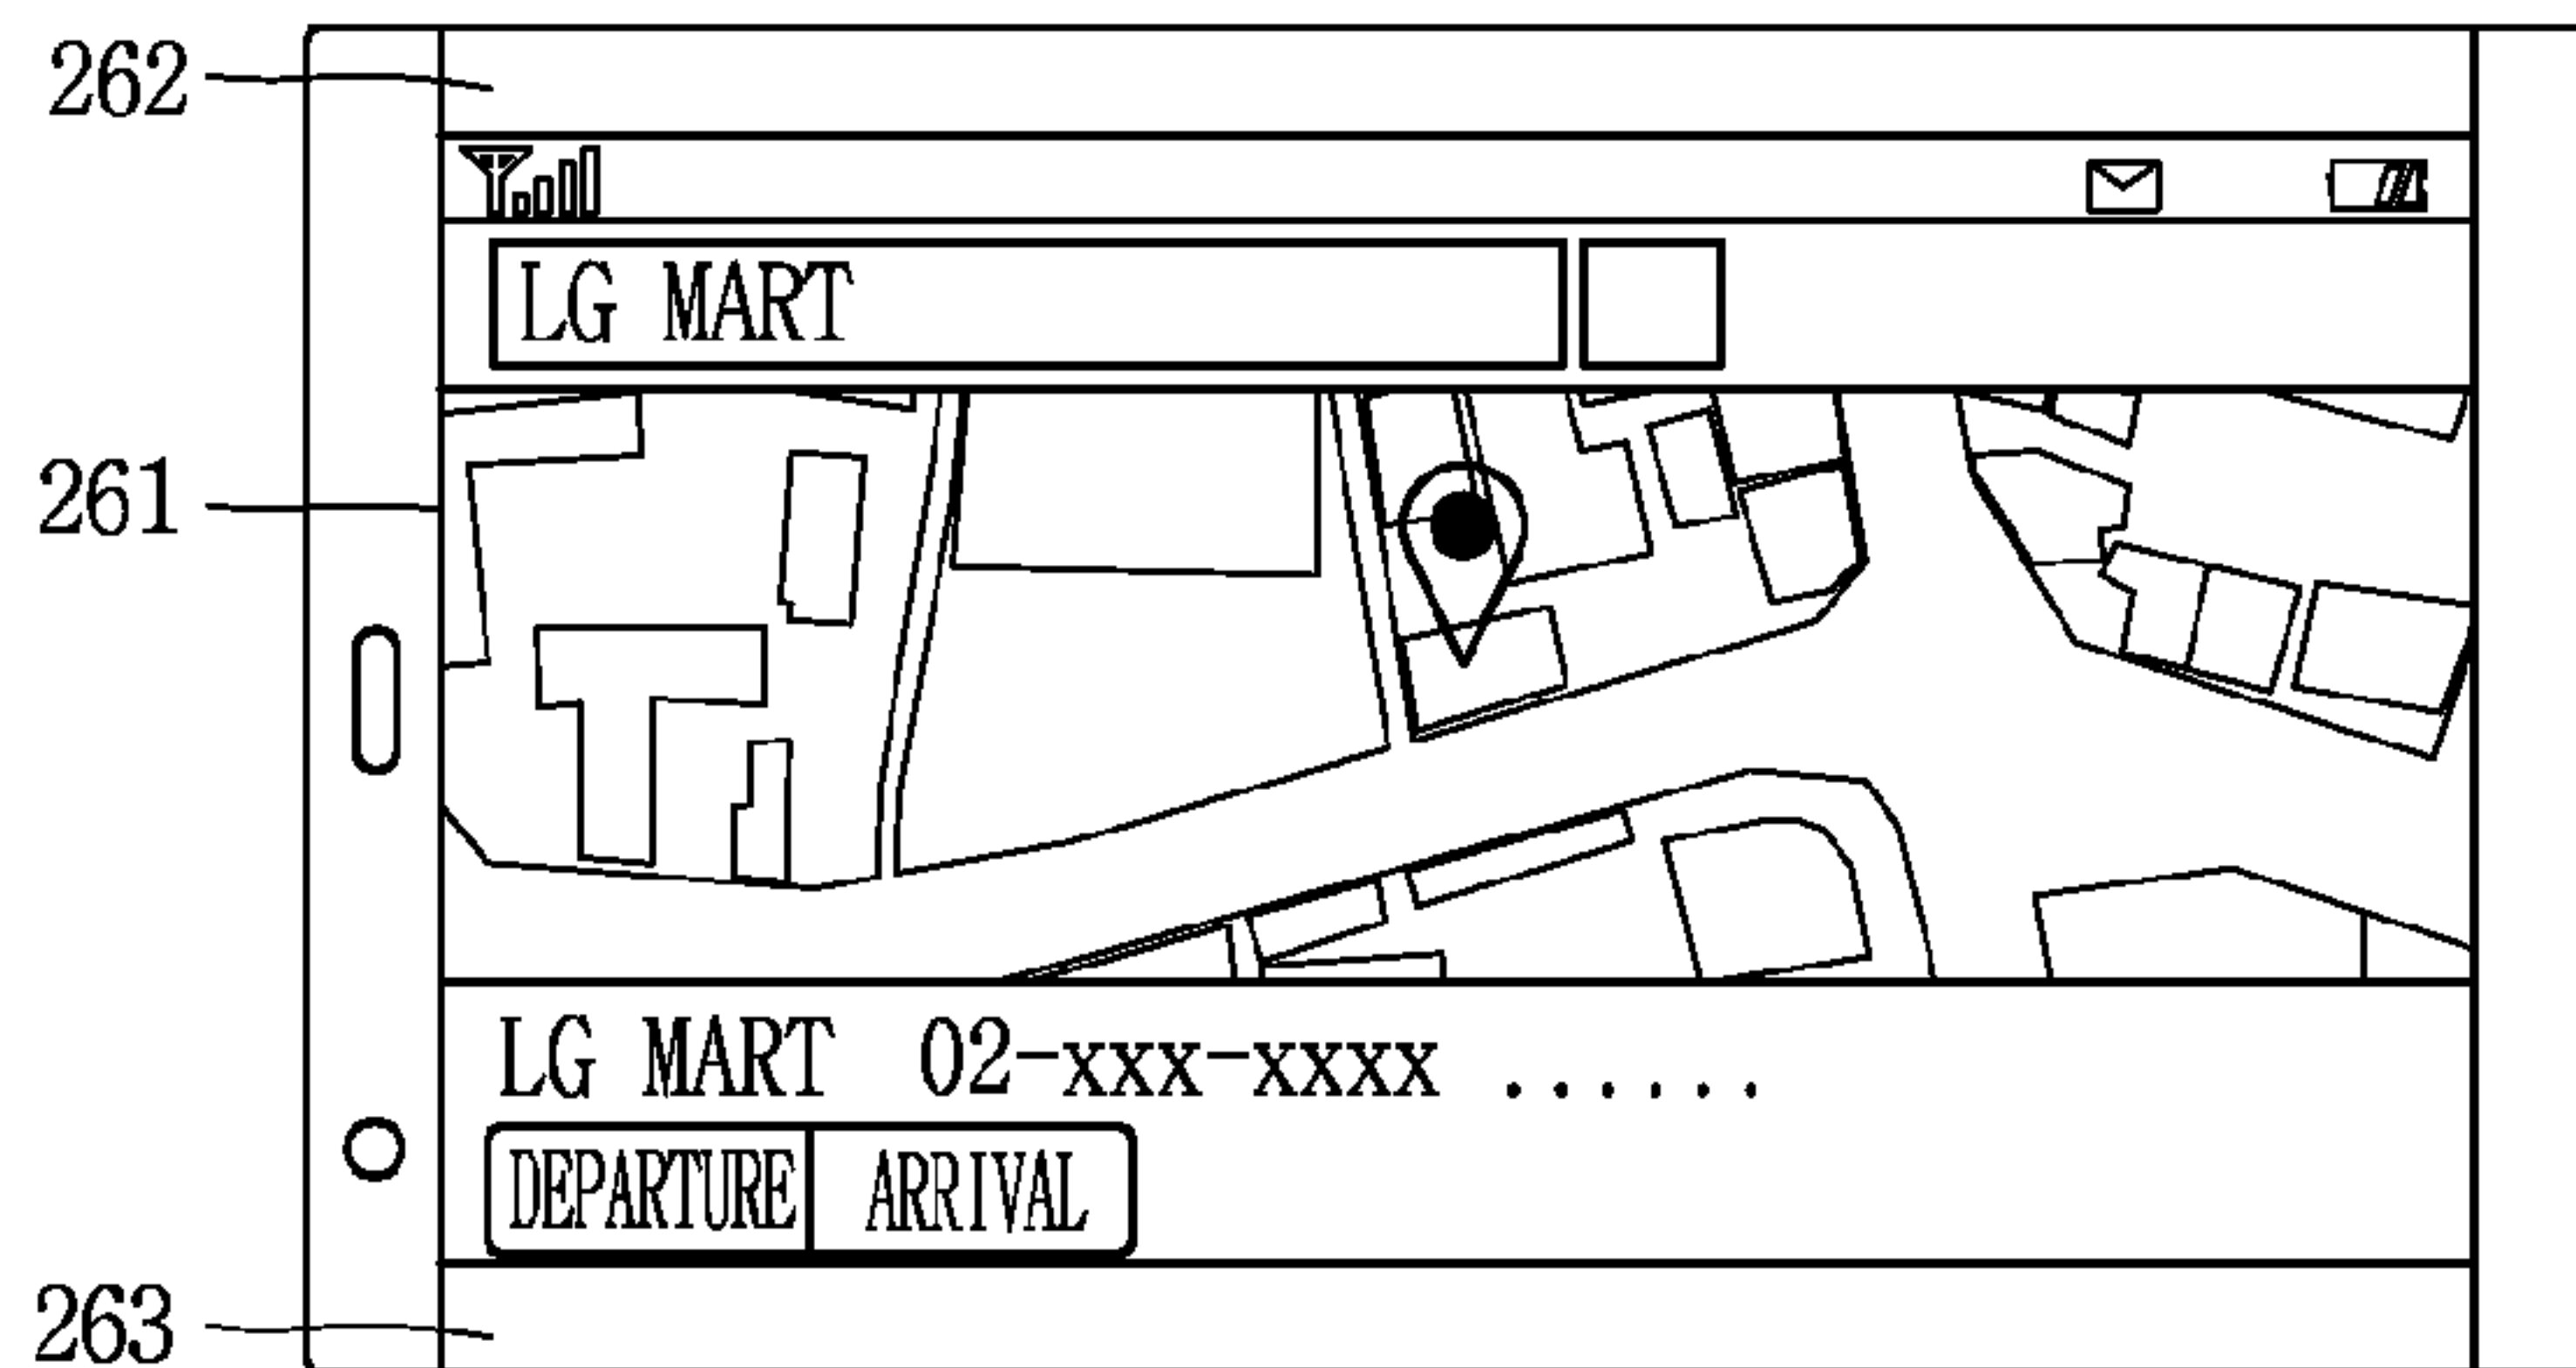 262
LG MART
261
LG MART 02-xxx-xxxx ......
DEPARTURE ARRIVAL
263